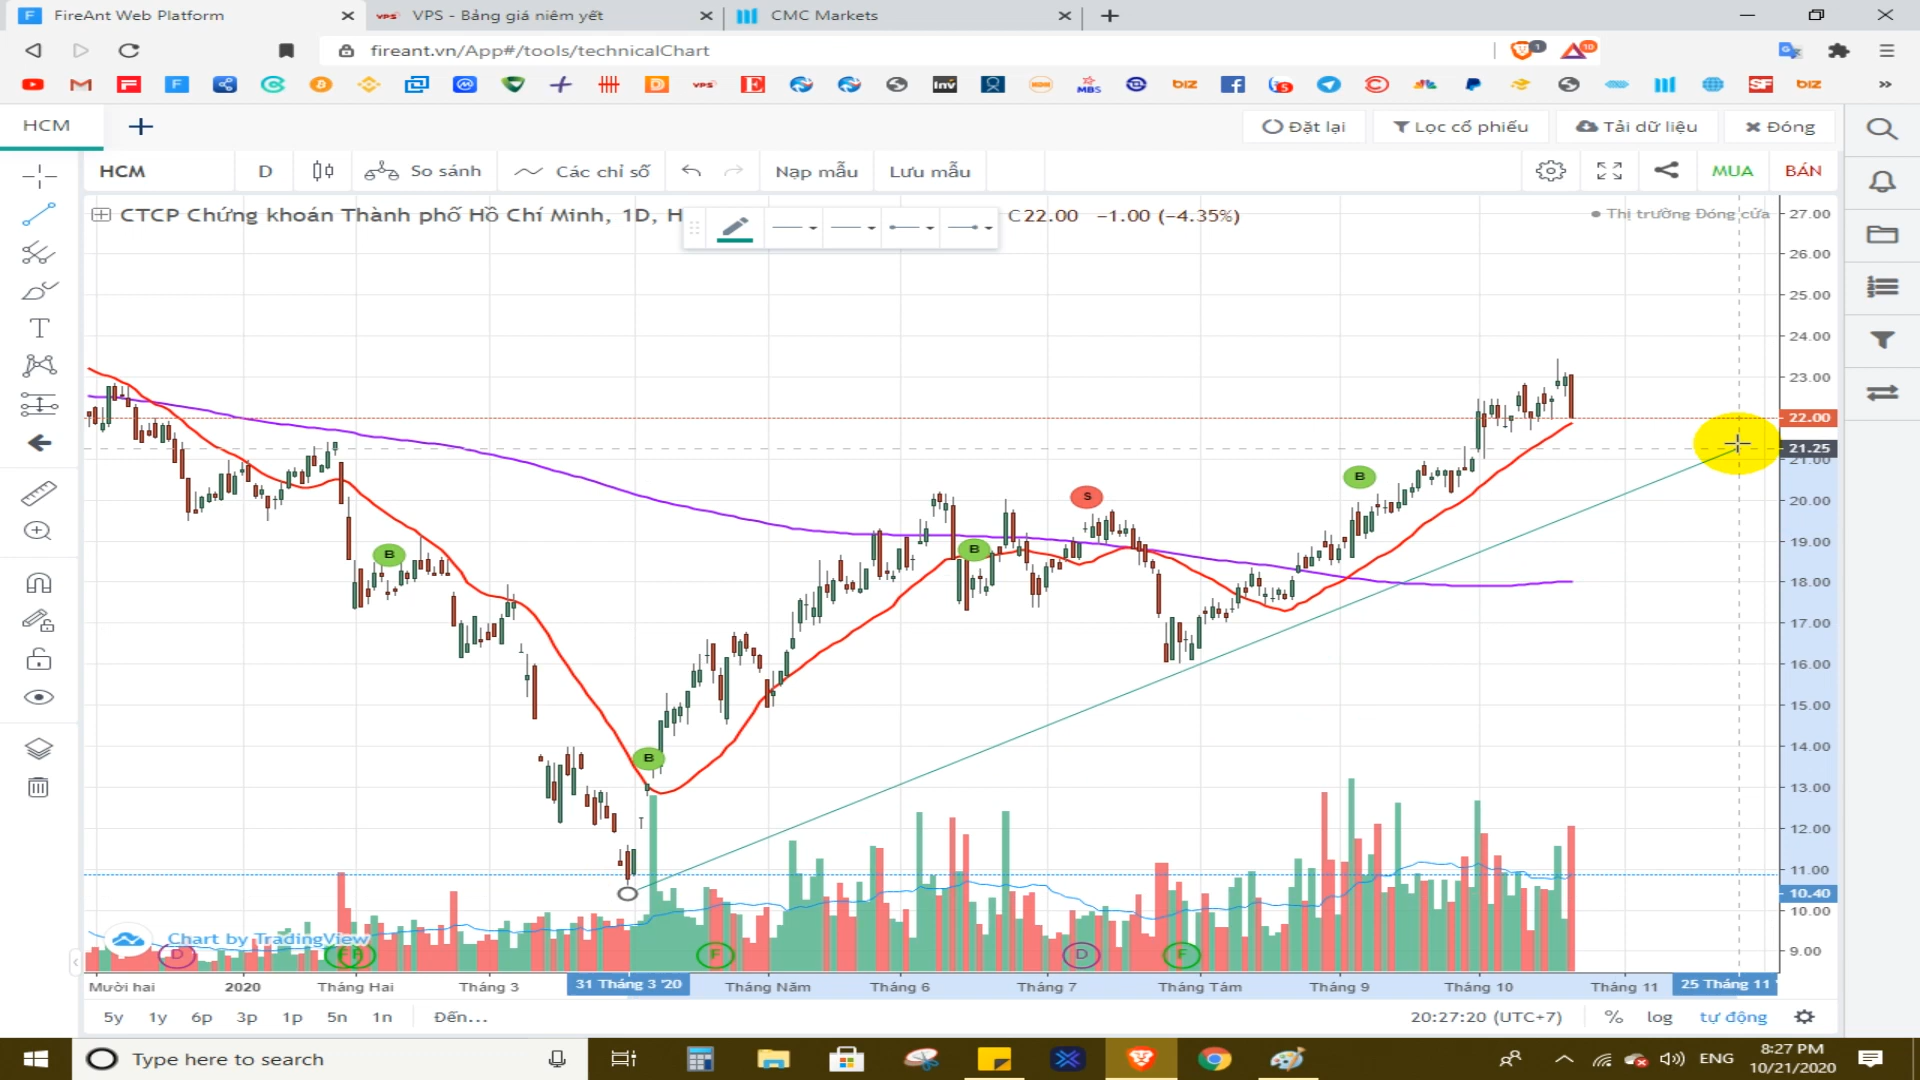 FireAnt Web Platform
VPS - Bảng giá niêm yết
CMC Markets
fireant.vn/App#/tools/technicalChart
1
10
HCM
Đặt lại
Lọc cổ phiếu
Tải dữ liệu
Đóng
HCM
D
So sánh
Các chỉ số
Nạp mẫu
Lưu mẫu
MUA
BÁN
CTCP Chứng khoán Thành phố Hồ Chí Minh, 1D, H
C22.00 −1.00 (−4.35%)
Thị trường Đóng cửa
27.00
26.00
25.00
24.00
23.00
22.00
21.25
21.00
20.00
19.00
18.00
17.00
16.00
15.00
14.00
13.00
12.00
11.00
10.40
10.00
9.00
B
B
B
S
B
Chart by TradingView
D
F
F
D
F
Mười hai
2020
Tháng Hai
Tháng 3
31 Tháng 3 '20
Tháng Năm
Tháng 6
Tháng 7
Tháng Tám
Tháng 9
Tháng 10
Tháng 11
25 Tháng 11 '
5y
1y
6p
3p
1p
5n
1n
Đến...
20:27:20 (UTC+7)
%
log
tự động
Type here to search
ENG
8:27 PM
10/21/2020